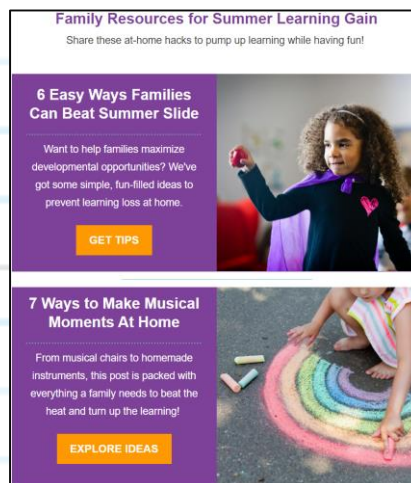 Family Resources for Summer Learning Gain
Share these at-home hacks to pump up learning while having fun!
6 Easy Ways Families
Can Beat Summer Slide
Want to help families maximize
developmental opportunities? We've
got some simple, fun-filled ideas to
prevent learning loss at home.
GET TIPS
7 Ways to Make Musical
Moments At Home
From musical chairs to homemade
instruments, this post is packed with
everything a family needs to beat the
heat and turn up the learning!
EXPLORE IDEAS